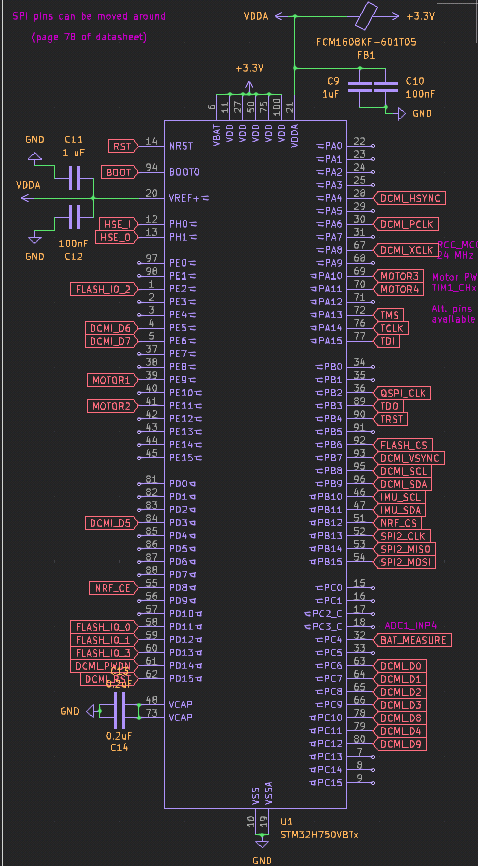 SPI pins can be moved around
(page 78 of datasheet)
VDDA
+3.3V
FCM1608KF-601T05
FB1
+3.3V
C9
1uF
C10
100nF
GND
6
11
27
50
75
100
21
VBAT
VDD
VDD
VDD
VDD
VDD
VDDA
GND
C11
1 uF
VDDA
100nF
C12
GND
RST 14 NRST
BOOT 94 BOOT0
20 VREF+
HSE_I 12 PH0
HSE_O 13 PH1
97 PE0
98 PE1
FLASH_IO_2 1 PE2
2 PE3
3 PE4
DCMI_D6 4 PE5
DCMI_D7 5 PE6
37 PE7
38 PE8
MOTOR1 39 PE9
40 PE10
MOTOR2 41 PE11
42 PE12
43 PE13
44 PE14
45 PE15
81 PD0
82 PD1
83 PD2
DCMI_D5 84 PD3
85 PD4
86 PD5
87 PD6
88 PD7
NRF_CE 55 PD8
56 PD9
57 PD10
FLASH_IO_0 58 PD11
FLASH_IO_1 59 PD12
FLASH_IO_3 60 PD13
DCMI_PWDN 61 PD14
62 PD15
0.2uF
GND
48 VCAP
73 VCAP
0.2uF
C14
PA0 22
PA1 23
PA2 24
PA3 25
PA4 28 DCMI_HSYNC
PA5 29
PA6 30 DCMI_PCLK
PA7 31
PA8 67 DCMI_XCLK
RCC_MCO
24 MHz
PA9 68
PA10 69 MOTOR3
PA11 70 MOTOR4
Motor PW
TIM1_CHx
PA12 71
PA13 72 TMS
PA14 76 TCLK
PA15 77 TDI
Alt. pins
available
PB0 34
PB1 35
PB2 36 QSPI_CLK
PB3 89 TDO
PB4 90 TRST
PB5 91
PB6 92 FLASH_CS
PB7 93 DCMI_VSYNC
PB8 95 DCMI_SCL
PB9 96 DCMI_SDA
PB10 46 IMU_SCL
PB11 47 IMU_SDA
PB12 51 NRF_CS
PB13 52 SPI2_CLK
PB14 53 SPI2_MISO
PB15 54 SPI2_MOSI
PC0 15
PC1 16
PC2_C 17
PC3_C 18
ADC1_INP4
PC4 32 BAT_MEASURE
PC5 33
PC6 63 DCMI_D0
PC7 64 DCMI_D1
PC8 65 DCMI_D2
PC9 66 DCMI_D3
PC10 78 DCMI_D8
PC11 79 DCMI_D4
PC12 80 DCMI_D9
PC13 7
PC14 8
PC15 9
VSS
VSSA
10
19
U1
STM32H750VBTx
GND